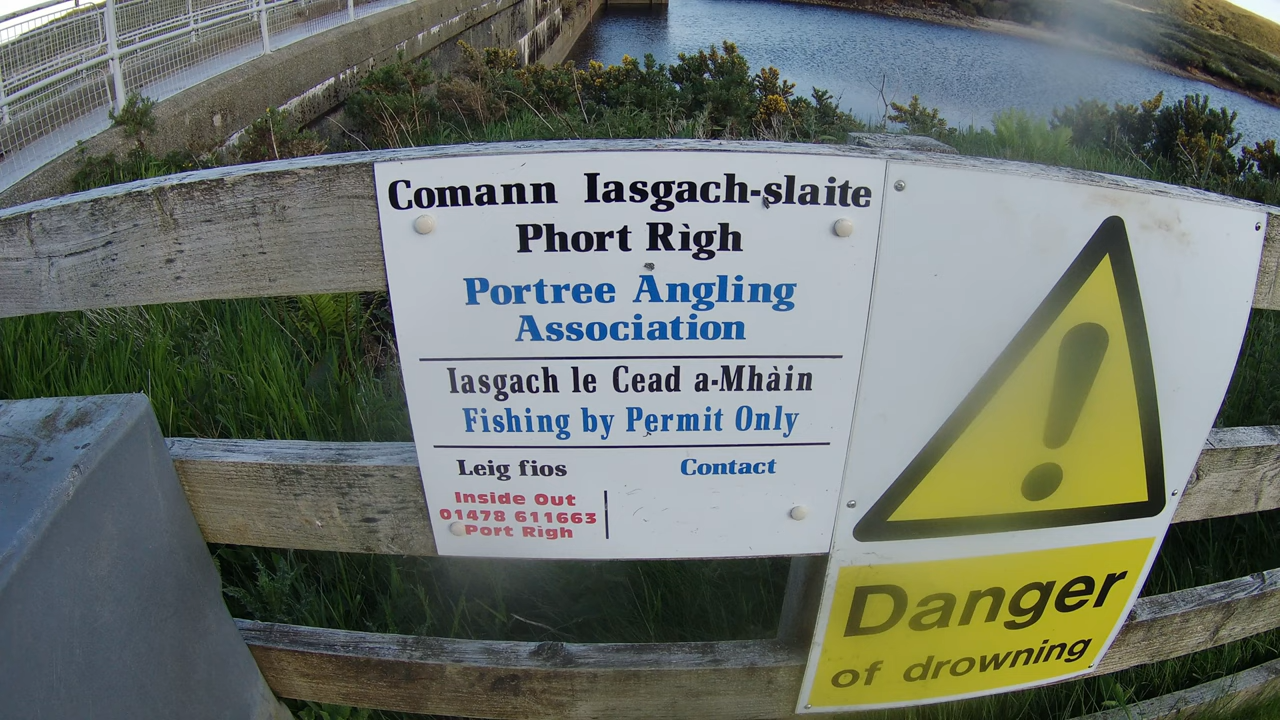 Comann Iasgach-slaite
Phort Rìgh
Portree Angling
Association
Iasgach le Cead a-Mhàin
Fishing by Permit Only
Leig fios
Contact
Inside Out
01478 611663
Port Righ
Danger
of drowning